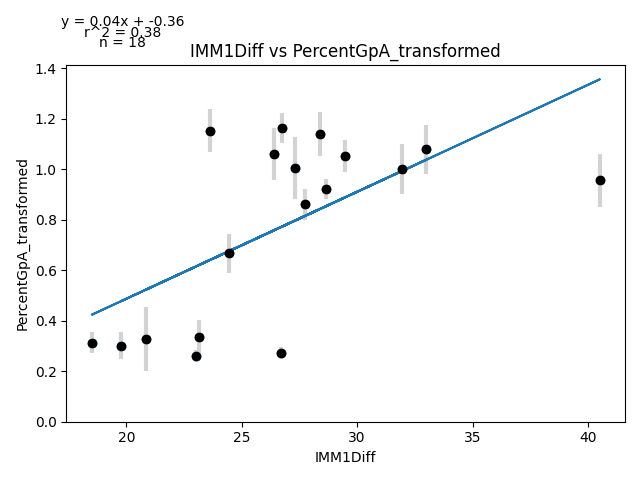 y = 0.04x + -0.36
r^2 = 0.38
n = 18
IMM1Diff vs PercentGpA_transformed
PercentGpA_transformed
1.4
1.2
1.0
0.8
0.6
0.4
0.2
0.0
20
25
30
35
40
IMM1Diff